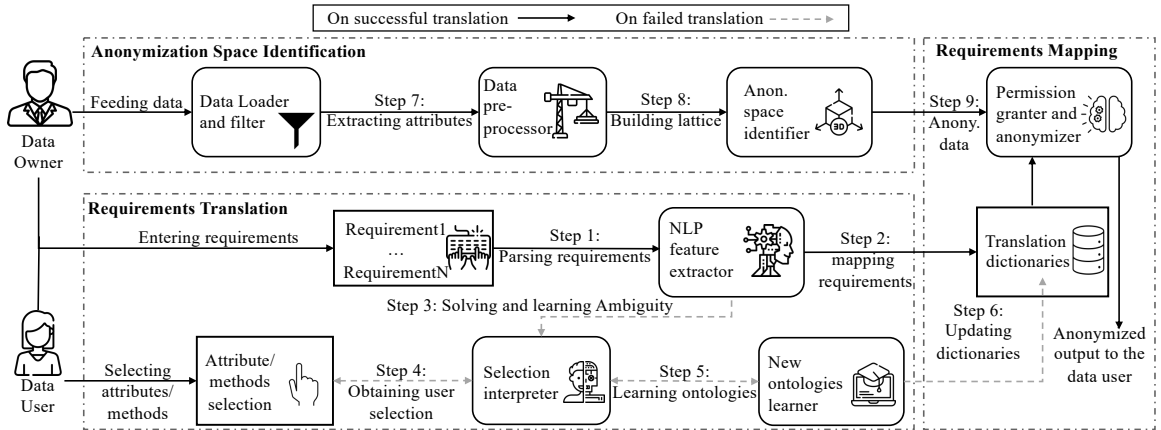 On successful translation
On failed translation
Anonymization Space Identification
Requirements Mapping
Feeding data
Data Loader
and filter
Step 7:
Extracting attributes
Data
pre-
processor
Step 8:
Building lattice
Anon.
space
identifier
3D
Step 9:
Anony.
data
Permission
granter and
anonymizer
Data
Owner
Requirements Translation
Entering requirements
Requirement1
…
RequirementN
Step 1:
Parsing requirements
NLP
feature
extractor
Step 2:
mapping
requirements
Translation
dictionaries
Step 3: Solving and learning Ambiguity
Step 6:
Updating
dictionaries
Anonymized
output to the
data user
Data
User
Selecting
attributes/
methods
Attribute/
methods
selection
Step 4:
Obtaining user
selection
Selection
interpreter
Step 5:
Learning ontologies
New
ontologies
learner